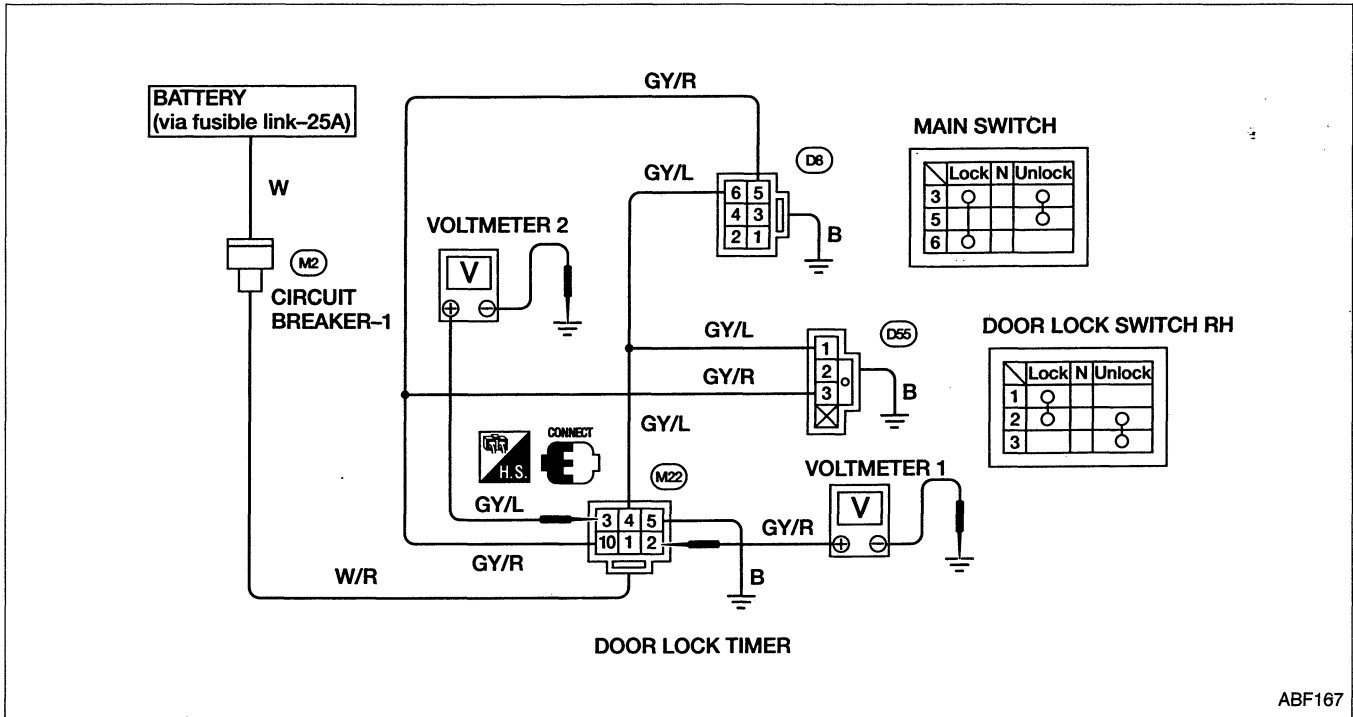 GY/R
BATTERY
(via fusible link–25A)
MAIN SWITCH
D8
W
GY/L
6 5
4 3
2 1
B
Lock N Unlock
3
5
6
VOLTMETER 2
V
+ −
M2
CIRCUIT
BREAKER–1
DOOR LOCK SWITCH RH
D55
GY/L
1
2
3
GY/R
B
Lock N Unlock
1
2
3
GY/L
CONNECT
H.S.
M22
VOLTMETER 1
V
+ −
GY/L
3 4 5
10 1 2
GY/R
GY/R
W/R
B
DOOR LOCK TIMER
ABF167